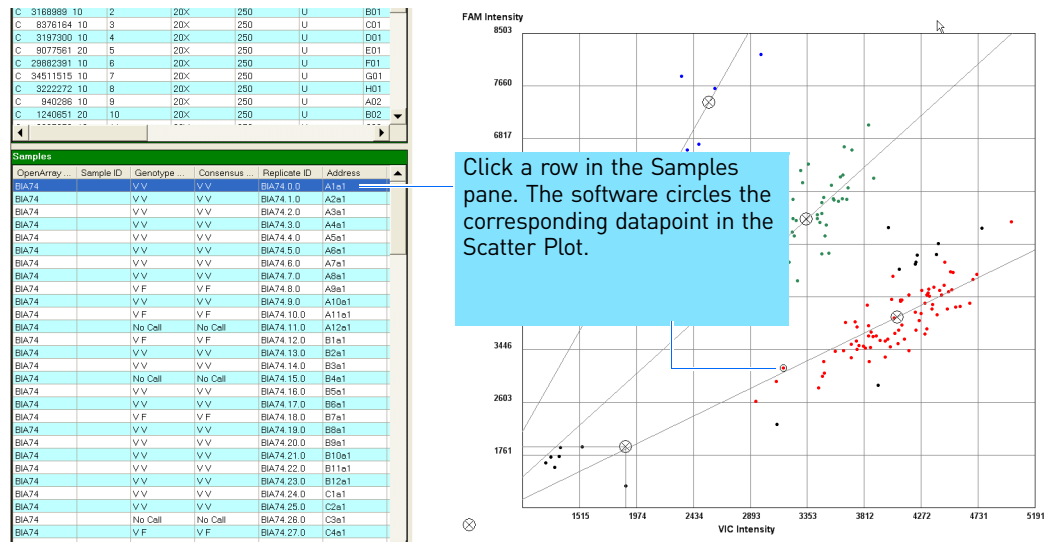 C 3168989 10 2 20X 250 U B01
C 8376164 10 3 20X 250 U C01
C 3197300 10 4 20X 250 U D01
C 9077561 20 5 20X 250 U E01
C 29882391 10 6 20X 250 U F01
C 34511515 10 7 20X 250 U G01
C 3222272 10 8 20X 250 U H01
C 940286 10 9 20X 250 U A02
C 1240651 20 10 20X 250 U B02
Samples
OpenArray ... Sample ID Genotype ... Consensus ... Replicate ID Address
BIA74 V V V V BIA74.0.0 A1a1
BIA74 V V V V BIA74.1.0 A2a1
BIA74 V V V V BIA74.2.0 A3a1
BIA74 V V V V BIA74.3.0 A4a1
BIA74 V V V V BIA74.4.0 A5a1
BIA74 V V V V BIA74.5.0 A6a1
BIA74 V V V V BIA74.6.0 A7a1
BIA74 V V V V BIA74.7.0 A8a1
BIA74 V F V F BIA74.8.0 A9a1
BIA74 V V V V BIA74.9.0 A10a1
BIA74 V F V F BIA74.10.0 A11a1
BIA74 No Call No Call BIA74.11.0 A12a1
BIA74 V F V F BIA74.12.0 B1a1
BIA74 V V V V BIA74.13.0 B2a1
BIA74 V V V V BIA74.14.0 B3a1
BIA74 No Call No Call BIA74.15.0 B4a1
BIA74 V V V V BIA74.16.0 B5a1
BIA74 V V V V BIA74.17.0 B6a1
BIA74 V F V F BIA74.18.0 B7a1
BIA74 V V V V BIA74.19.0 B8a1
BIA74 V V V V BIA74.20.0 B9a1
BIA74 V V V V BIA74.21.0 B10a1
BIA74 V V V V BIA74.22.0 B11a1
BIA74 V V V V BIA74.23.0 B12a1
BIA74 V V V V BIA74.24.0 C1a1
BIA74 V V V V BIA74.25.0 C2a1
BIA74 No Call No Call BIA74.26.0 C3a1
BIA74 V F V F BIA74.27.0 C4a1
Click a row in the Samples
pane. The software circles the
corresponding datapoint in the
Scatter Plot.
FAM Intensity
8503
7660
6817
3446
2603
1761
1515 1974 2434 2893 3353 3812 4272 4731 5191
VIC Intensity